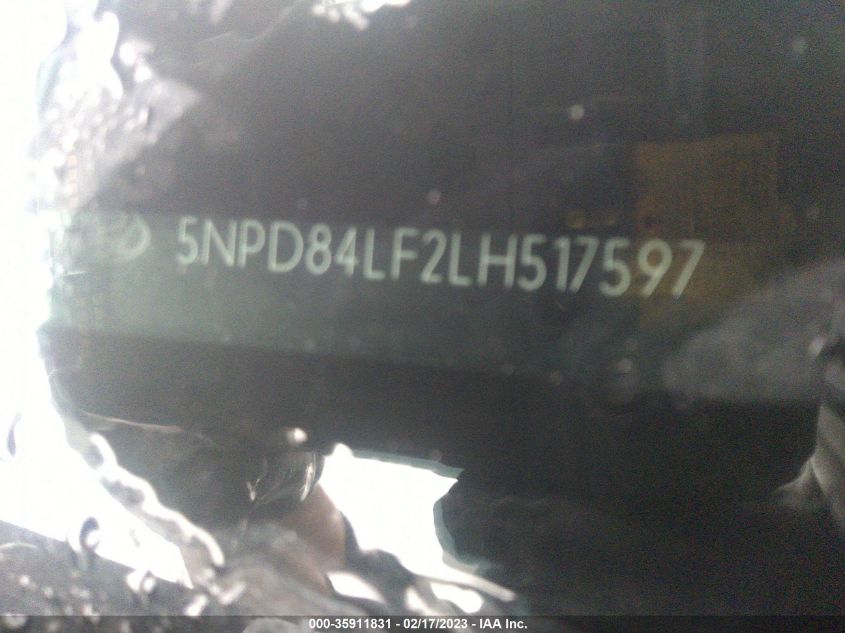 5NPD84LF2LH517597
000-35911831 - 02/17/2023 - IAA Inc.